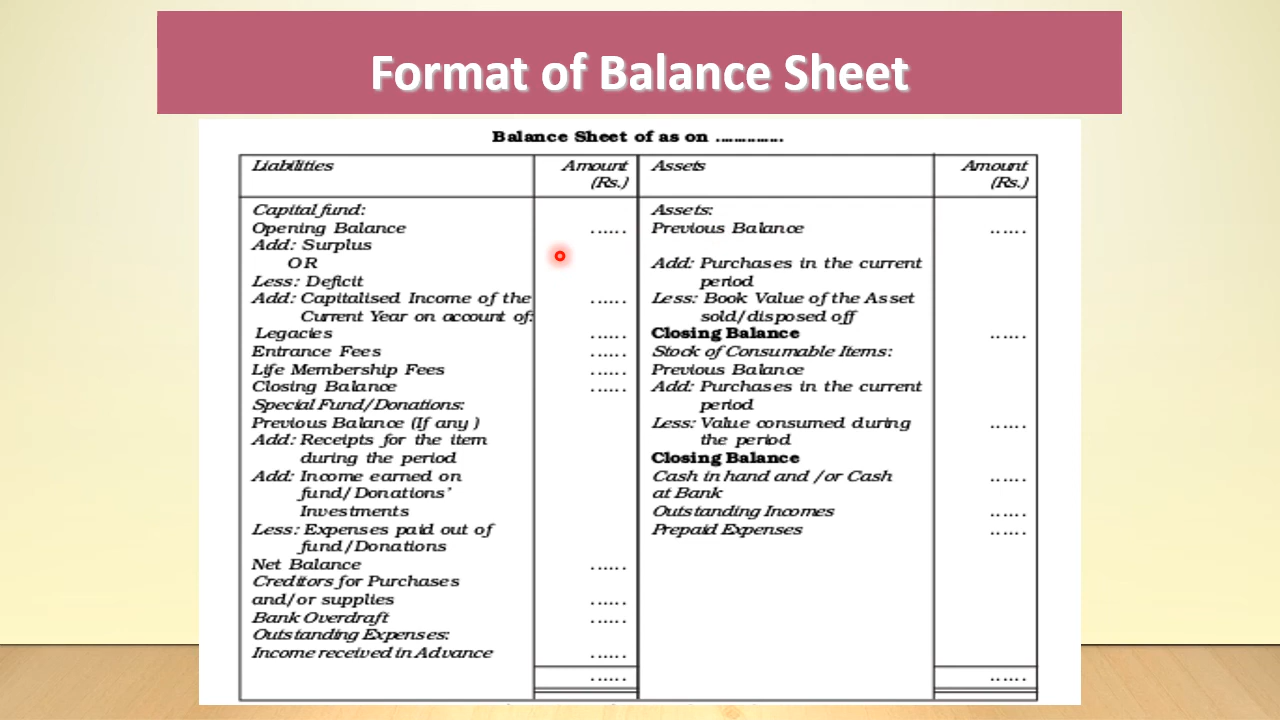 Format of Balance Sheet
Balance Sheet of as on ..............
Liabilities
Amount
(Rs.)
Capital fund:
Opening Balance ......
Add: Surplus
OR
Less: Deficit
Add: Capitalised Income of the ......
Current Year on account of:
Legacies ......
Entrance Fees ......
Life Membership Fees ......
Closing Balance ......
Special Fund/Donations:
Previous Balance (If any )
Add: Receipts for the item
during the period
Add: Income earned on
fund/Donations'
Investments
Less: Expenses paid out of
fund/Donations
Net Balance ......
Creditors for Purchases
and/or supplies ......
Bank Overdraft ......
Outstanding Expenses:
Income received in Advance ......
......
Assets
Amount
(Rs.)
Assets:
Previous Balance ......
Add: Purchases in the current
period
Less: Book Value of the Asset
sold/disposed off
Closing Balance ......
Stock of Consumable Items:
Previous Balance
Add: Purchases in the current
period
Less: Value consumed during ......
the period
Closing Balance
Cash in hand and /or Cash ......
at Bank
Outstanding Incomes ......
Prepaid Expenses ......
......